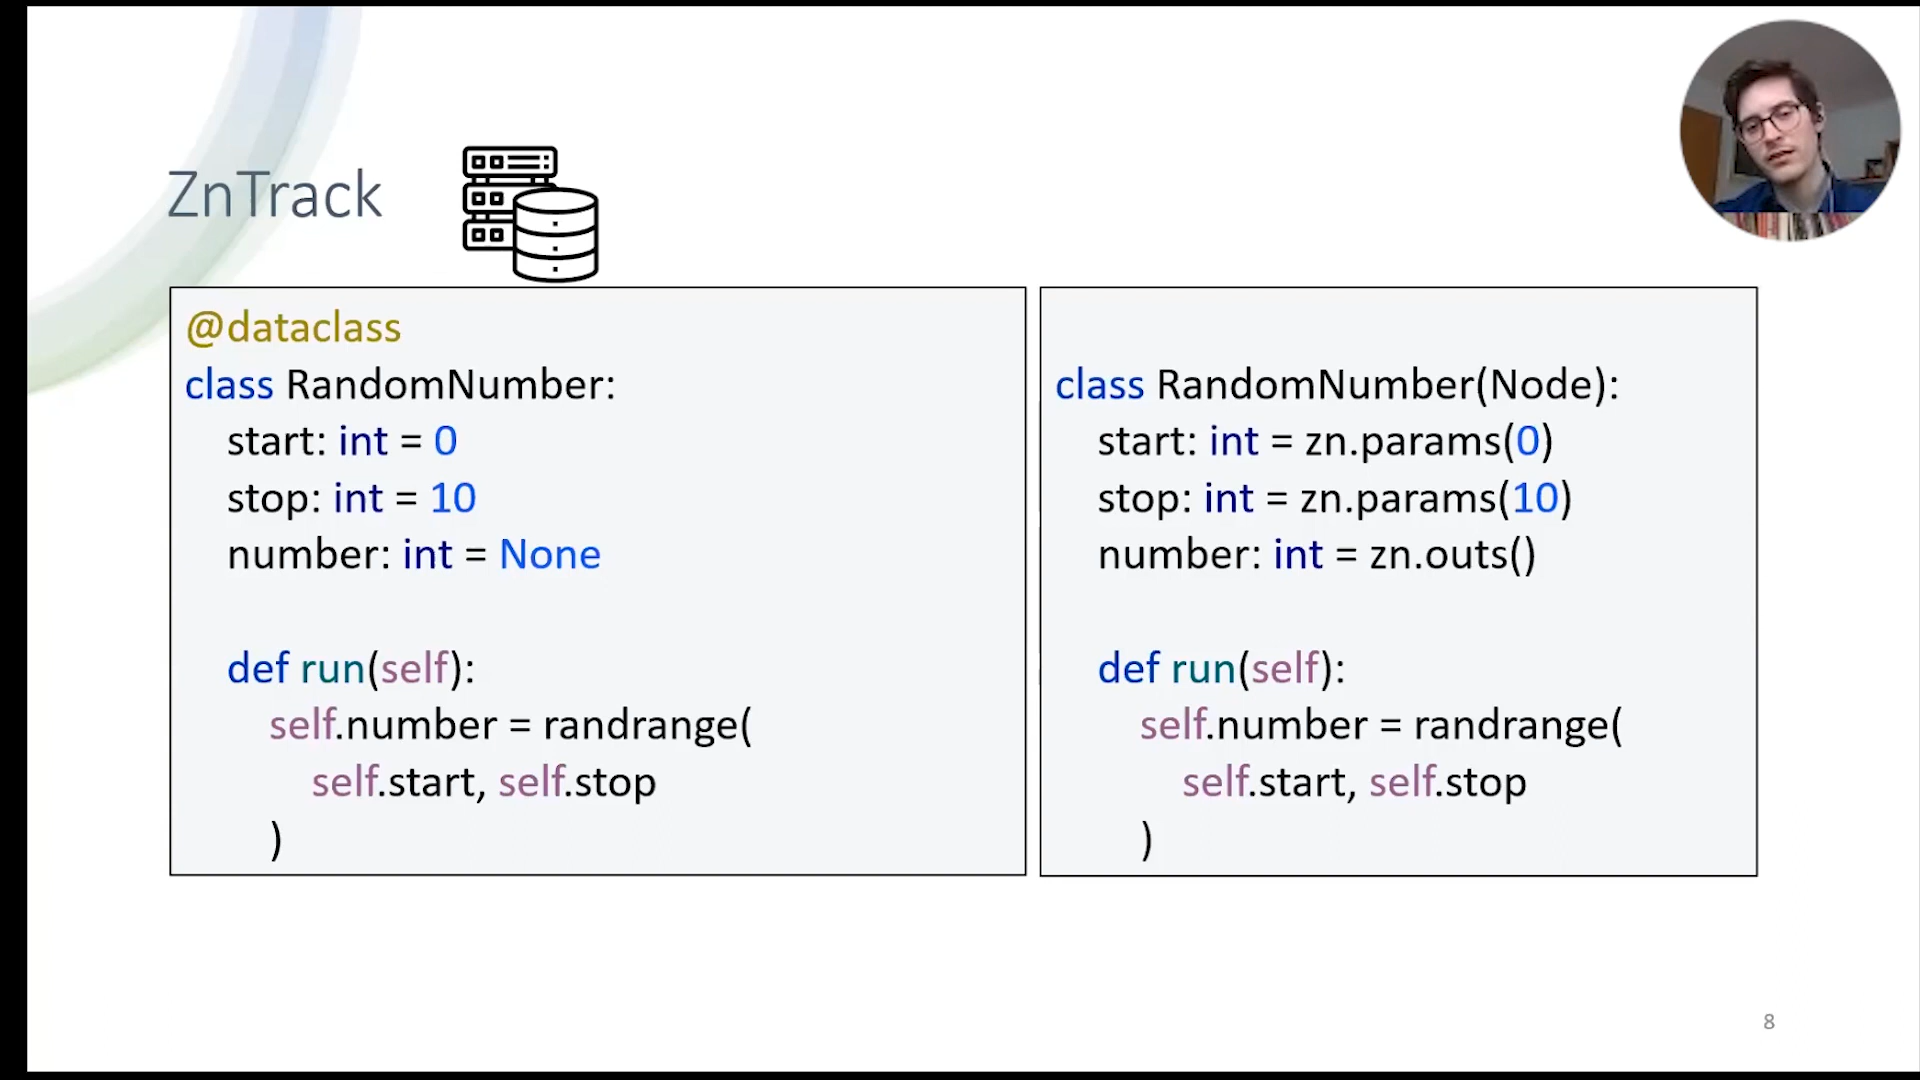 ZnTrack
@dataclass
class RandomNumber:
start: int = 0
stop: int = 10
number: int = None
def run(self):
self.number = randrange(
self.start, self.stop
)
class RandomNumber(Node):
start: int = zn.params(0)
stop: int = zn.params(10)
number: int = zn.outs()
def run(self):
self.number = randrange(
self.start, self.stop
)
8